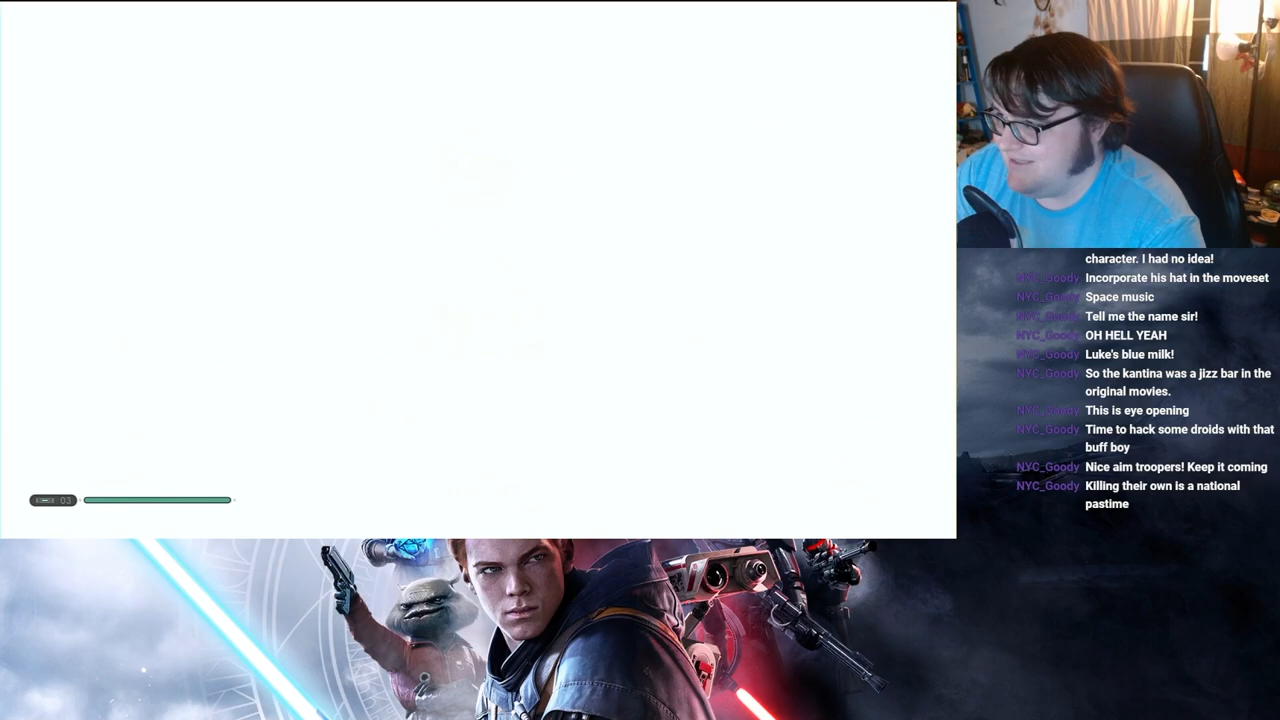 character. I had no idea!
NYC_Goody Incorporate his hat in the moveset
NYC_Goody Space music
NYC_Goody Tell me the name sir!
NYC_Goody OH HELL YEAH
NYC_Goody Luke's blue milk!
NYC_Goody So the kantina was a jizz bar in the
original movies.
NYC_Goody This is eye opening
NYC_Goody Time to hack some droids with that
buff boy
NYC_Goody Nice aim troopers! Keep it coming
NYC_Goody Killing their own is a national
pastime
03